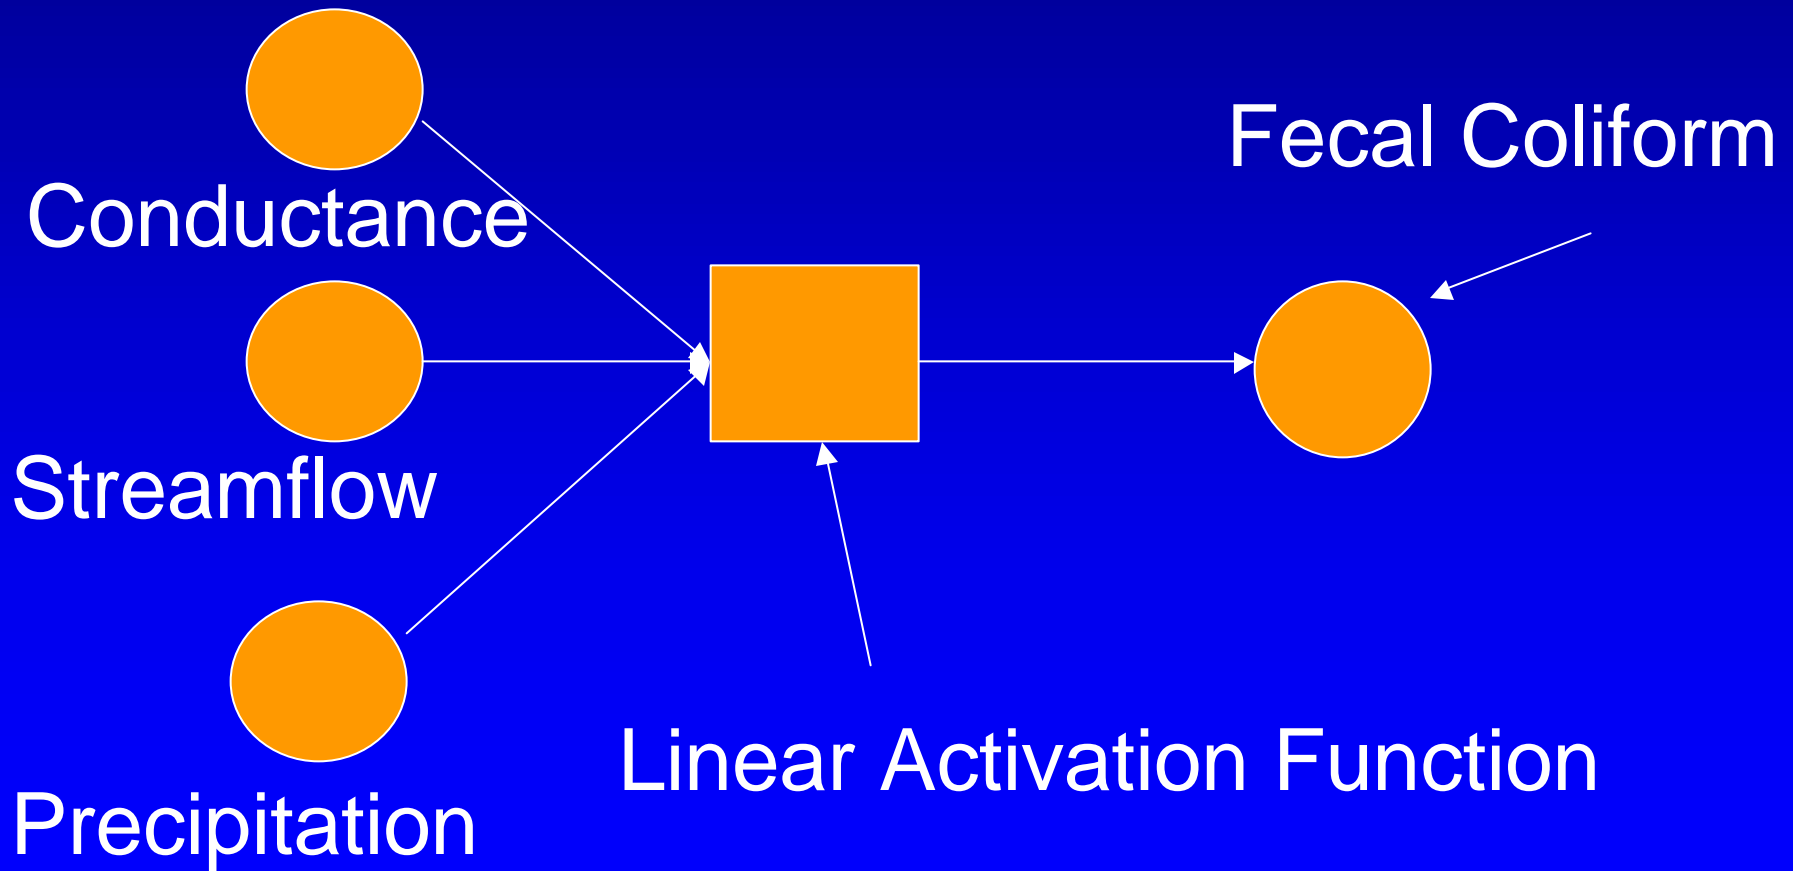 Fecal Coliform
Conductance
Streamflow
Linear Activation Function
Precipitation